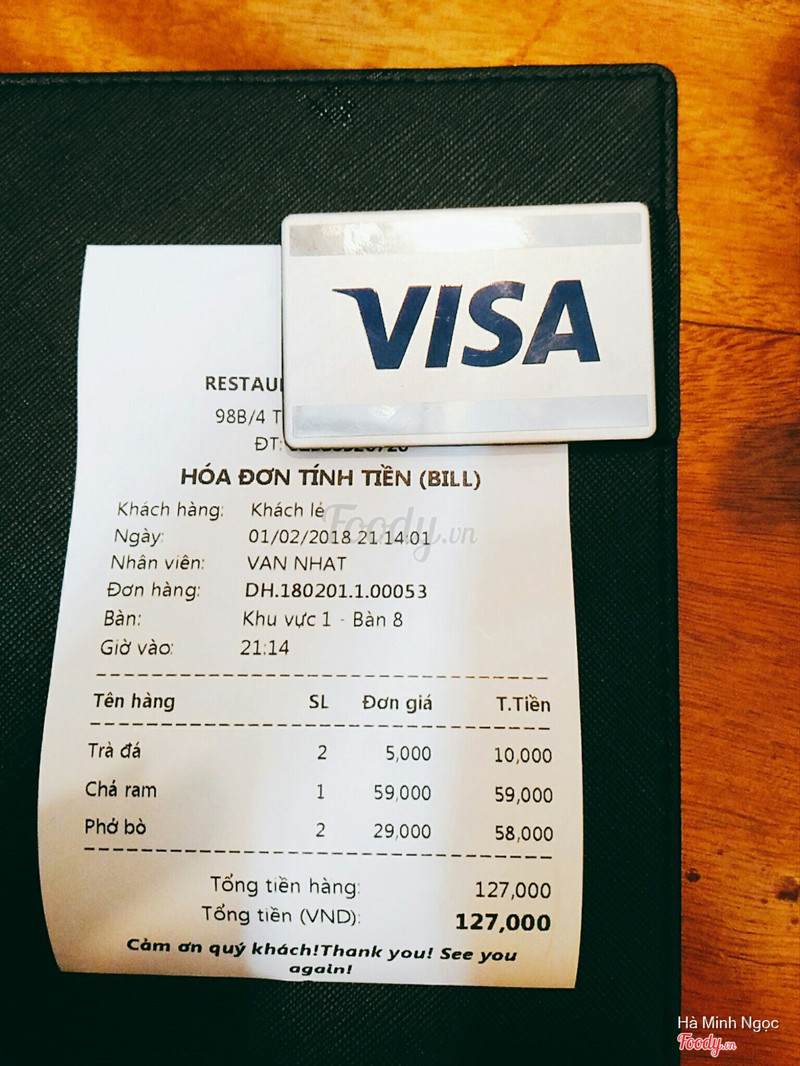 VISA
RESTAU
98B/4 T
ĐT:
HÓA ĐƠN TÍNH TIỀN (BILL)
Khách hàng: Khách lẻ
Ngày: 01/02/2018 21:14:01
Nhân viên: VAN NHAT
Đơn hàng: DH.180201.1.00053
Bàn: Khu vực 1 - Bàn 8
Giờ vào: 21:14
Tên hàng SL Đơn giá T.Tiền
Trà đá 2 5,000 10,000
Chả ram 1 59,000 59,000
Phở bò 2 29,000 58,000
Tổng tiền hàng: 127,000
Tổng tiền (VND): 127,000
Cảm ơn quý khách!Thank you! See you
again!
Foody.vn
Hà Minh Ngọc
Foody.vn